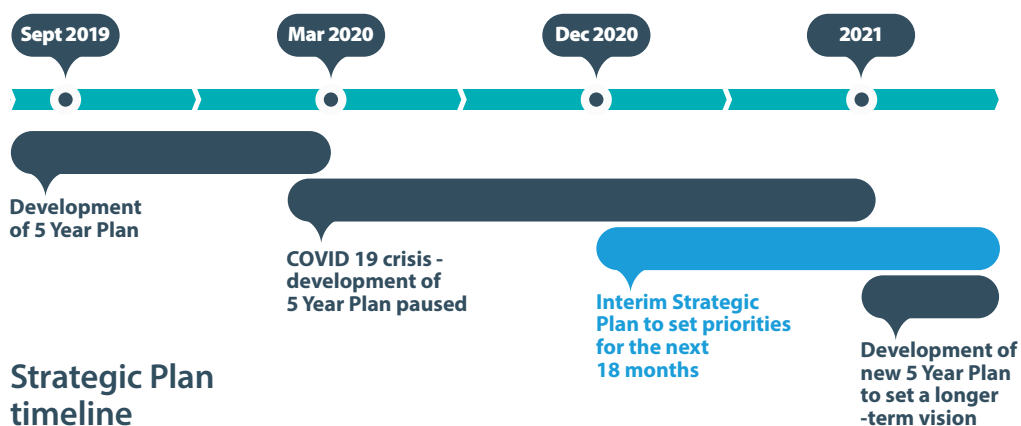 Sept 2019
Mar 2020
Dec 2020
2021
Development
of 5 Year Plan
COVID 19 crisis -
development of
5 Year Plan paused
Interim Strategic
Plan to set priorities
for the next
18 months
Development of
new 5 Year Plan
to set a longer
-term vision
Strategic Plan
timeline